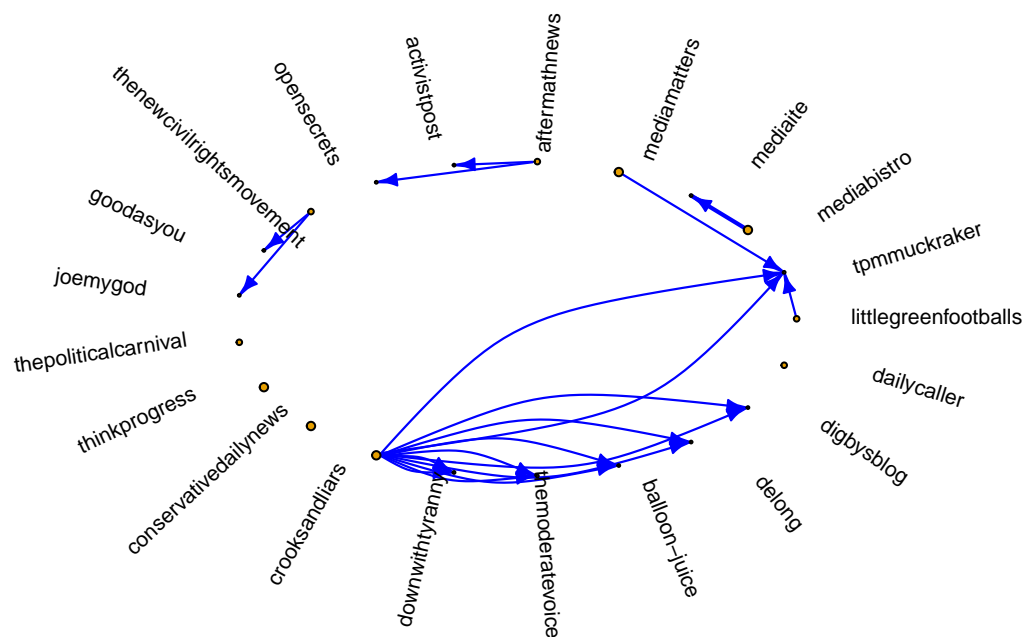 aftermathnews
activistpost
mediamatters
opensecrets
mediaite
thenewcivilrightsmovement
mediabistro
goodasyou
tpmmuckraker
joemygod
littlegreenfootballs
thepoliticalcarnival
dailycaller
thinkprogress
digbysblog
conservativedailynews
delong
crooksandliars
balloon−juice
downwithtyranny
themoderatevoice